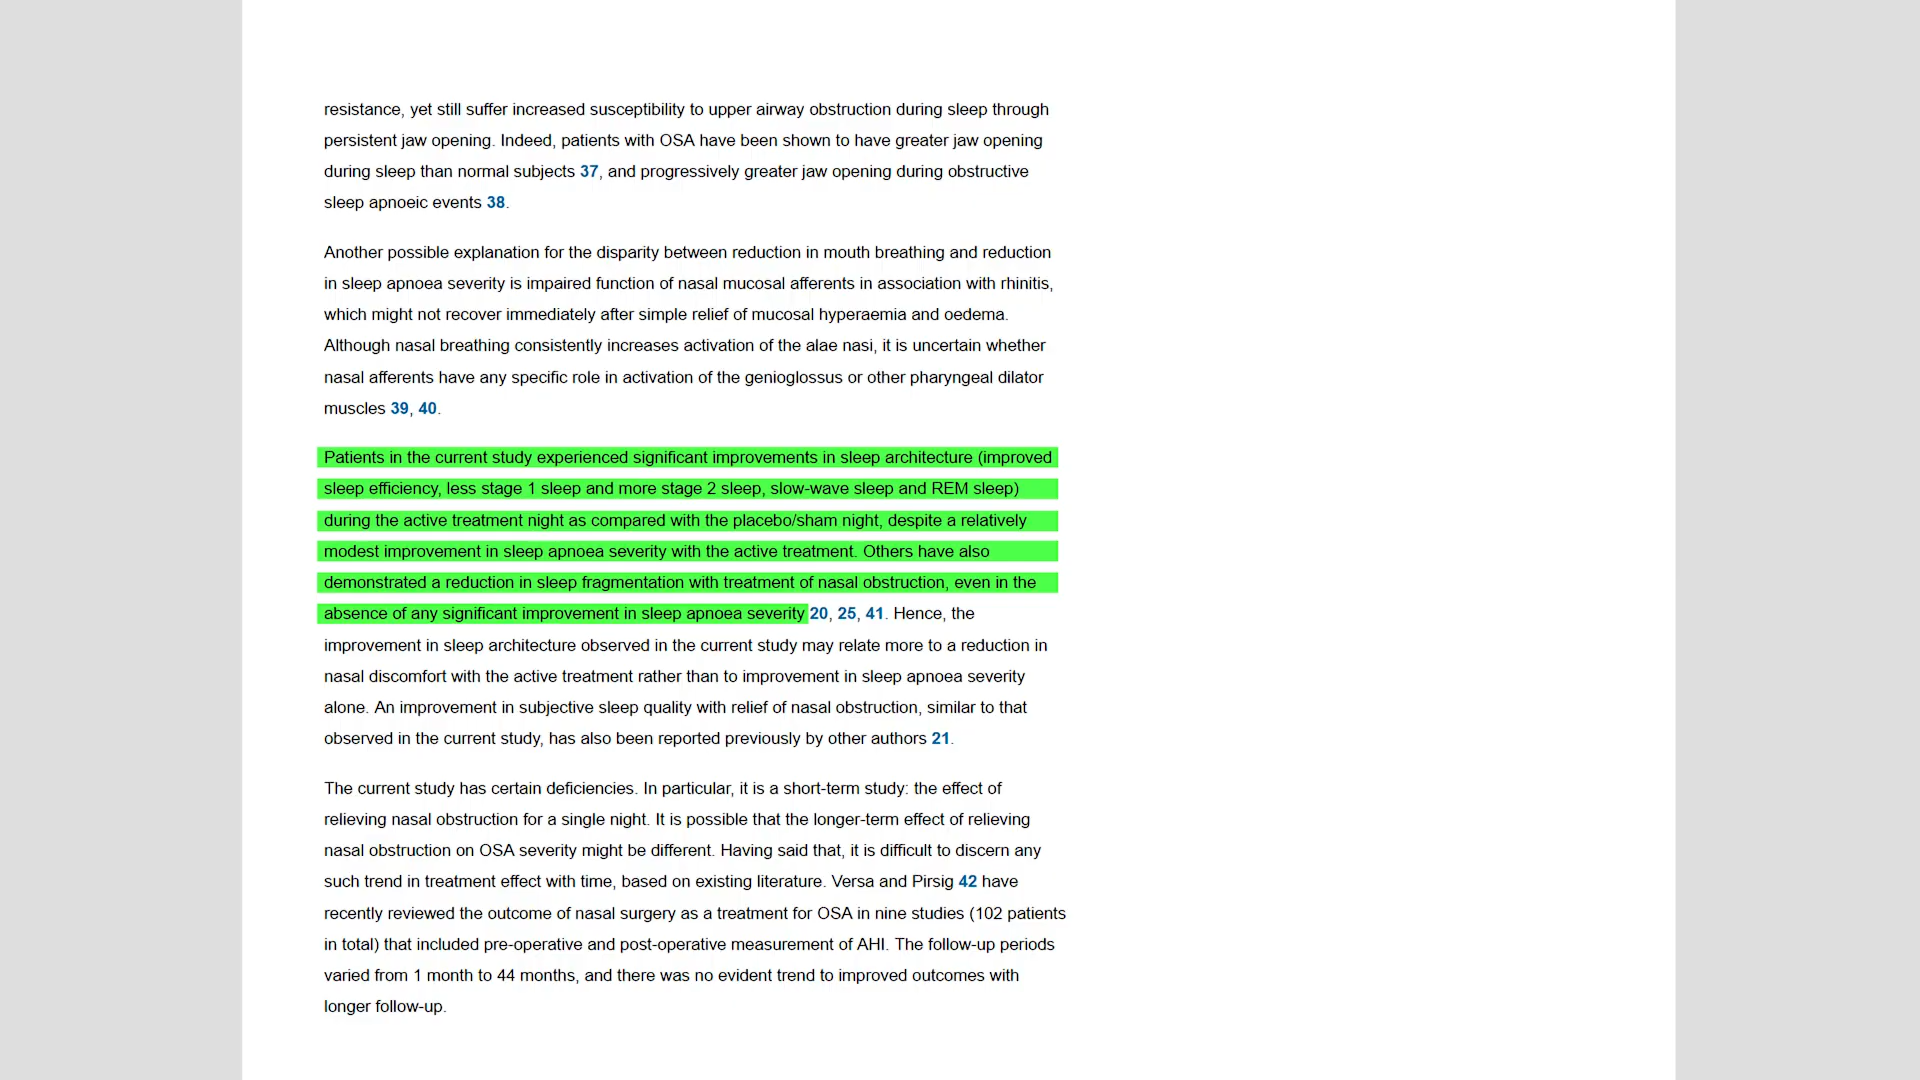 resistance, yet still suffer increased susceptibility to upper airway obstruction during sleep through
persistent jaw opening. Indeed, patients with OSA have been shown to have greater jaw opening
during sleep than normal subjects 37, and progressively greater jaw opening during obstructive
sleep apnoeic events 38.
Another possible explanation for the disparity between reduction in mouth breathing and reduction
in sleep apnoea severity is impaired function of nasal mucosal afferents in association with rhinitis,
which might not recover immediately after simple relief of mucosal hyperaemia and oedema.
Although nasal breathing consistently increases activation of the alae nasi, it is uncertain whether
nasal afferents have any specific role in activation of the genioglossus or other pharyngeal dilator
muscles 39, 40.
Patients in the current study experienced significant improvements in sleep architecture (improved
sleep efficiency, less stage 1 sleep and more stage 2 sleep, slow-wave sleep and REM sleep)
during the active treatment night as compared with the placebo/sham night, despite a relatively
modest improvement in sleep apnoea severity with the active treatment. Others have also
demonstrated a reduction in sleep fragmentation with treatment of nasal obstruction, even in the
absence of any significant improvement in sleep apnoea severity 20, 25, 41. Hence, the
improvement in sleep architecture observed in the current study may relate more to a reduction in
nasal discomfort with the active treatment rather than to improvement in sleep apnoea severity
alone. An improvement in subjective sleep quality with relief of nasal obstruction, similar to that
observed in the current study, has also been reported previously by other authors 21.
The current study has certain deficiencies. In particular, it is a short-term study: the effect of
relieving nasal obstruction for a single night. It is possible that the longer-term effect of relieving
nasal obstruction on OSA severity might be different. Having said that, it is difficult to discern any
such trend in treatment effect with time, based on existing literature. Versa and Pirsig 42 have
recently reviewed the outcome of nasal surgery as a treatment for OSA in nine studies (102 patients
in total) that included pre-operative and post-operative measurement of AHI. The follow-up periods
varied from 1 month to 44 months, and there was no evident trend to improved outcomes with
longer follow-up.